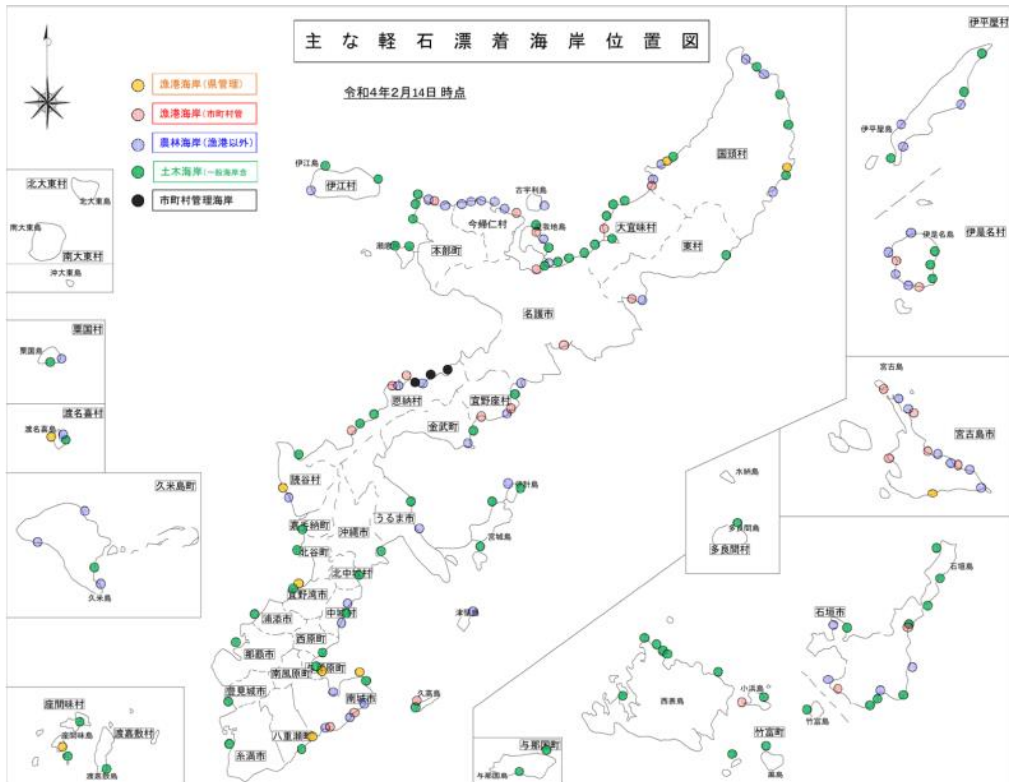 主な軽石漂着海岸位置図
令和4年2月14日 時点
漁港海岸(県管理)
漁港海岸(市町村管
農林海岸(漁港以外)
土木海岸(一般海岸含
市町村管理海岸
伊平屋村
伊平屋島
伊是名島
伊是名村
国頭村
伊江島
伊江村
古宇利島
今帰仁村
大宜味村
本部町
東村
名護市
北大東村
北大東島
南大東島
南大東村
沖大東島
粟国村
粟国島
渡名喜村
渡名喜島
久米島町
久米島
恩納村
宜野座村
金武町
読谷村
嘉手納町
沖縄市
うるま市
伊計島
宮城島
北谷町
北中城村
宜野湾市
中城村
津堅島
浦添市
西原町
那覇市
南風原町
豊見城市
南城市
久高島
八重瀬町
糸満市
座間味村
座間味島
渡嘉敷村
渡嘉敷島
宮古島
宮古島市
水納島
多良間島
多良間村
石垣島
石垣市
西表島
小浜島
竹富島
竹富町
黒島
与那国町
与那国島